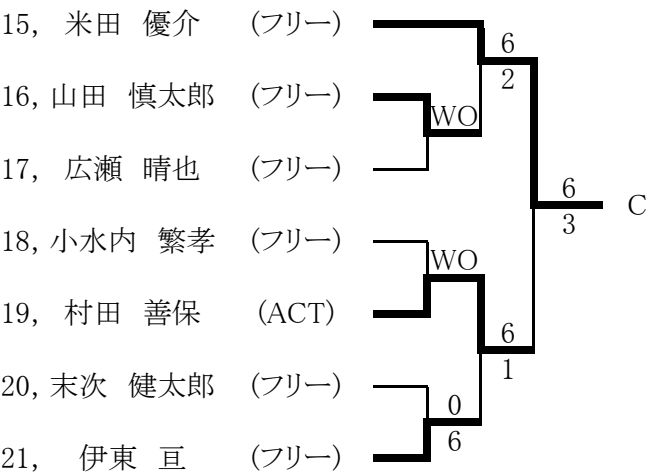 15, 米田 優介 (フリー)
6
2
16, 山田 慎太郎 (フリー)
WO
17, 広瀬 晴也 (フリー)
6
3
C
18, 小水内 繁孝 (フリー)
WO
19, 村田 善保 (ACT)
6
1
20, 末次 健太郎 (フリー)
0
6
21, 伊東 亘 (フリー)